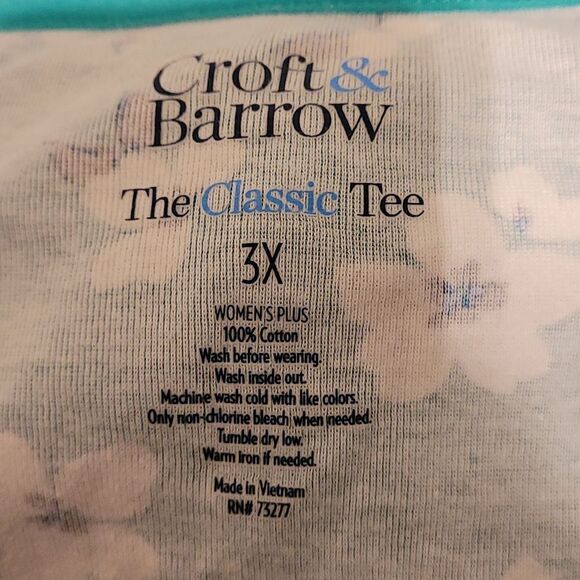 Croft &
Barrow
The Classic Tee
3X
WOMEN'S PLUS
100% Cotton
Wash before wearing.
Wash inside out.
Machine wash cold with like colors.
Only non-chlorine bleach when needed.
Tumble dry low.
Warm iron if needed.
Made in Vietnam
RN# 73277